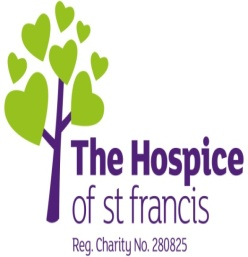 The Hospice
of st francis
Reg. Charity No. 280825